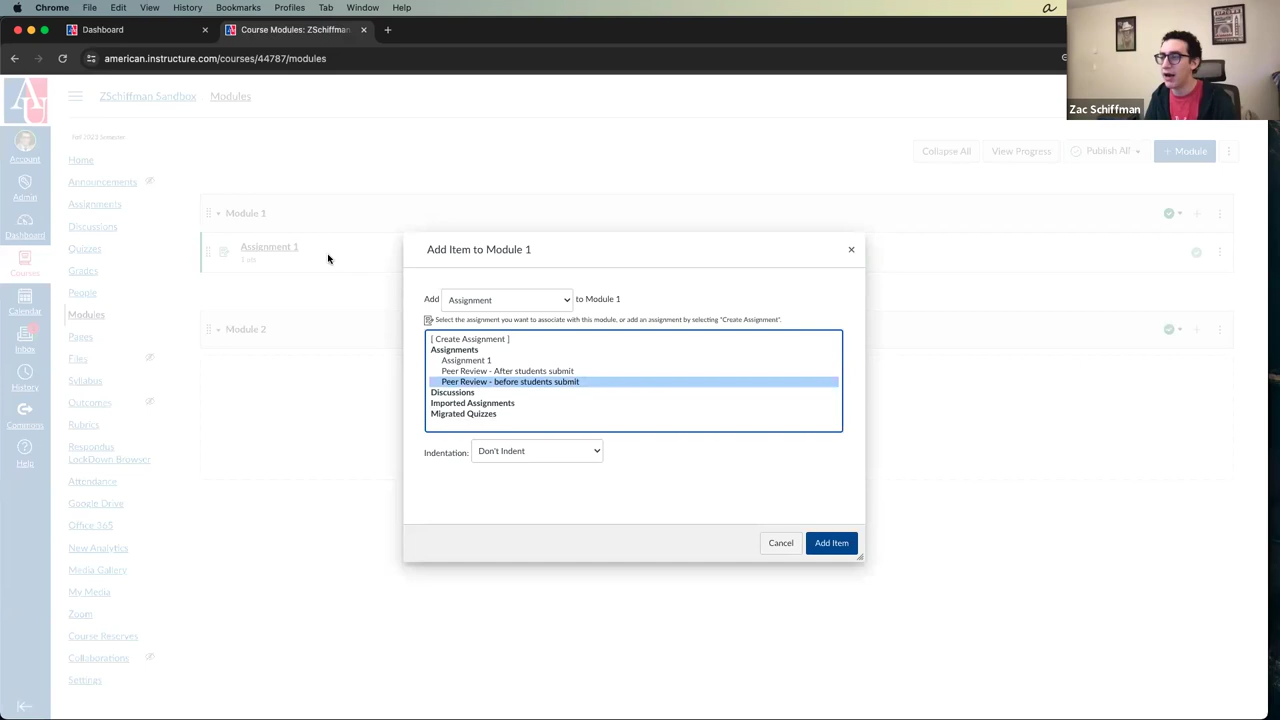 Chrome File Edit View History Bookmarks Profiles Tab Window Help
Dashboard
Course Modules: ZSchiffman
american.instructure.com/courses/44787/modules
Zac Schiffman
ZSchiffman Sandbox Modules
Fall 2023 Semester
Account
Admin
Dashboard
Courses
Calendar
Inbox
History
Commons
Help
Home
Announcements
Assignments
Discussions
Quizzes
Grades
People
Modules
Pages
Files
Syllabus
Outcomes
Rubrics
Respondus
LockDown Browser
Attendance
Google Drive
Office 365
New Analytics
Media Gallery
My Media
Zoom
Course Reserves
Collaborations
Settings
Collapse All View Progress Publish All + Module
Module 1
Assignment 1
1 pts
Module 2
Add Item to Module 1
Add Assignment to Module 1
Select the assignment you want to associate with this module, or add an assignment by selecting "Create Assignment".
[ Create Assignment ]
Assignments
Assignment 1
Peer Review - After students submit
Peer Review - before students submit
Discussions
Imported Assignments
Migrated Quizzes
Indentation: Don't Indent
Cancel Add Item